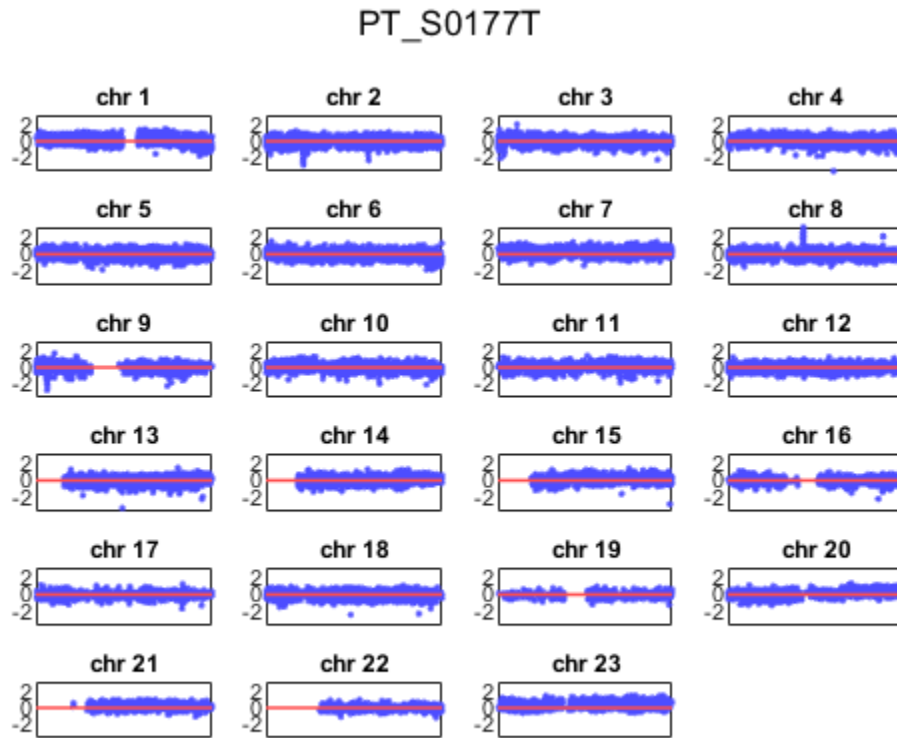 PT_S0177T
chr 1 chr 2 chr 3 chr 4
2 2 2 2
0 0 0 0
-2 -2 -2 -2
chr 5 chr 6 chr 7 chr 8
2 2 2 2
0 0 0 0
-2 -2 -2 -2
chr 9 chr 10 chr 11 chr 12
2 2 2 2
0 0 0 0
-2 -2 -2 -2
chr 13 chr 14 chr 15 chr 16
2 2 2 2
0 0 0 0
-2 -2 -2 -2
chr 17 chr 18 chr 19 chr 20
2 2 2 2
0 0 0 0
-2 -2 -2 -2
chr 21 chr 22 chr 23
2 2 2
0 0 0
-2 -2 -2